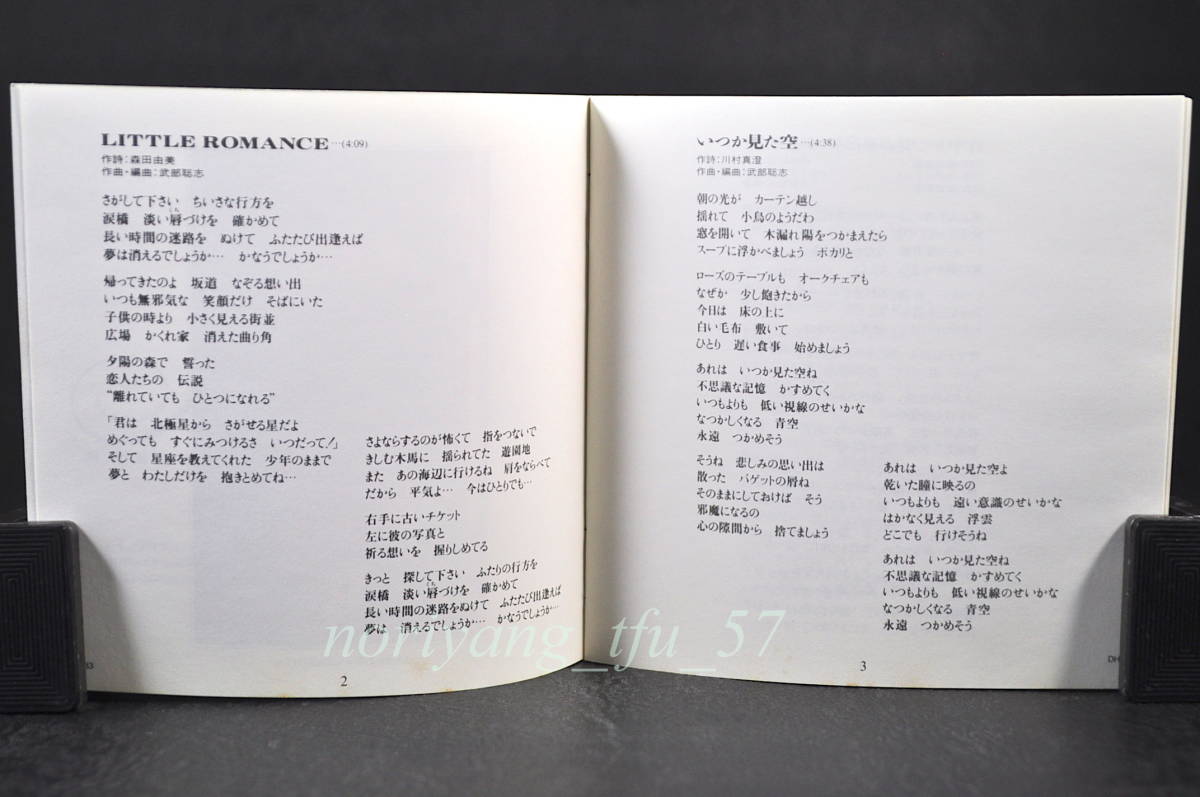 LITTLE ROMANCE…(4:09)
作詩：森田由美
作曲・編曲：武部聡志
さがして下さい　ちいさな行方を
涙橋　淡い唇づけを　確かめて
長い時間の迷路を　ぬけて　ふたたび出逢えば
夢は消えるでしょうか…　かなうでしょうか…
帰ってきたのよ　坂道　なぞる想い出
いつも無邪気な　笑顔だけ　そばにいた
子供の時より　小さく見える街並
広場　かくれ家　消えた曲り角
夕陽の森で　誓った
恋人たちの　伝説
“離れていても　ひとつになれる”
「君は　北極星から　さがせる星だよ
めぐっても　すぐにみつけるさ　いつだって！」
そして　星座を教えてくれた　少年のままで
夢と　わたしだけを　抱きとめてね…
さよならするのが怖くて　指をつないで
きしむ木馬に　揺られてた　遊園地
また　あの海辺に行けるね　肩をならべて
だから　平気よ…　今はひとりでも…
右手に古いチケット
左に彼の写真と
祈る想いを　握りしめてる
きっと　探して下さい　ふたりの行方を
涙橋　淡い唇づけを　確かめて
長い時間の迷路をぬけて　ふたたび出逢えば
夢は　消えるでしょうか…　かなうでしょうか…
93
2
いつか見た空…(4:38)
作詩：川村真澄
作曲・編曲：武部聡志
朝の光が　カーテン越し
揺れて　小鳥のようだわ
窓を開いて　木漏れ陽をつかまえたら
スープに浮かべましょう　ポカリと
ローズのテーブルも　オークチェアも
なぜか　少し飽きたから
今日は　床の上に
白い毛布　敷いて
ひとり　遅い食事　始めましょう
あれは　いつか見た空ね
不思議な記憶　かすめてく
いつもよりも　低い視線のせいかな
なつかしくなる　青空
永遠　つかめそう
そうね　悲しみの思い出は
散った　バゲットの屑ね
そのままにしておけば　そう
邪魔になるの
心の隙間から　捨てましょう
あれは　いつか見た空よ
乾いた瞳に映るの
いつもよりも　遠い意識のせいかな
はかなく見える　浮雲
どこでも　行けそうね
あれは　いつか見た空ね
不思議な記憶　かすめてく
いつもよりも　低い視線のせいかな
なつかしくなる　青空
永遠　つかめそう
3
DH
noriyang_tfu_57